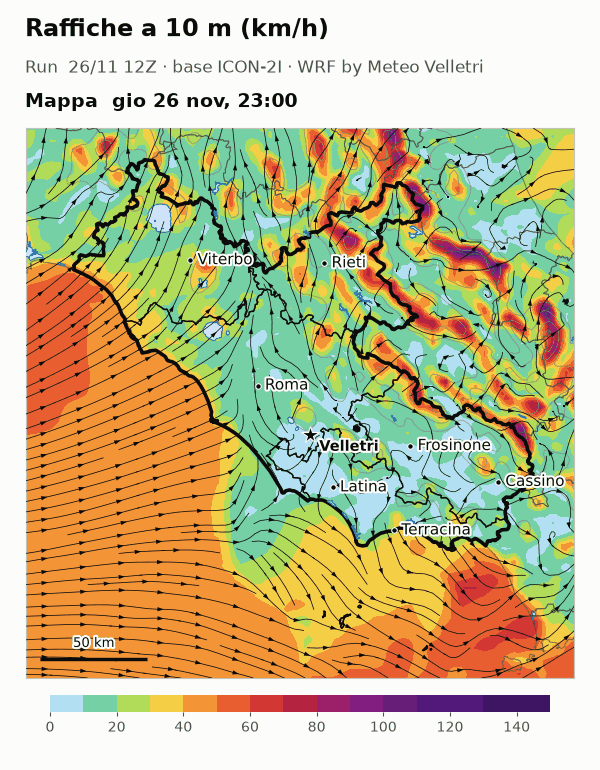 Raffiche a 10 m (km/h)
Run  26/11 12Z · base ICON-2I · WRF by Meteo Velletri
Mappa  gio 26 nov, 23:00
Viterbo
Rieti
Roma
Velletri
Frosinone
Latina
Cassino
Terracina
50 km
0 20 40 60 80 100 120 140